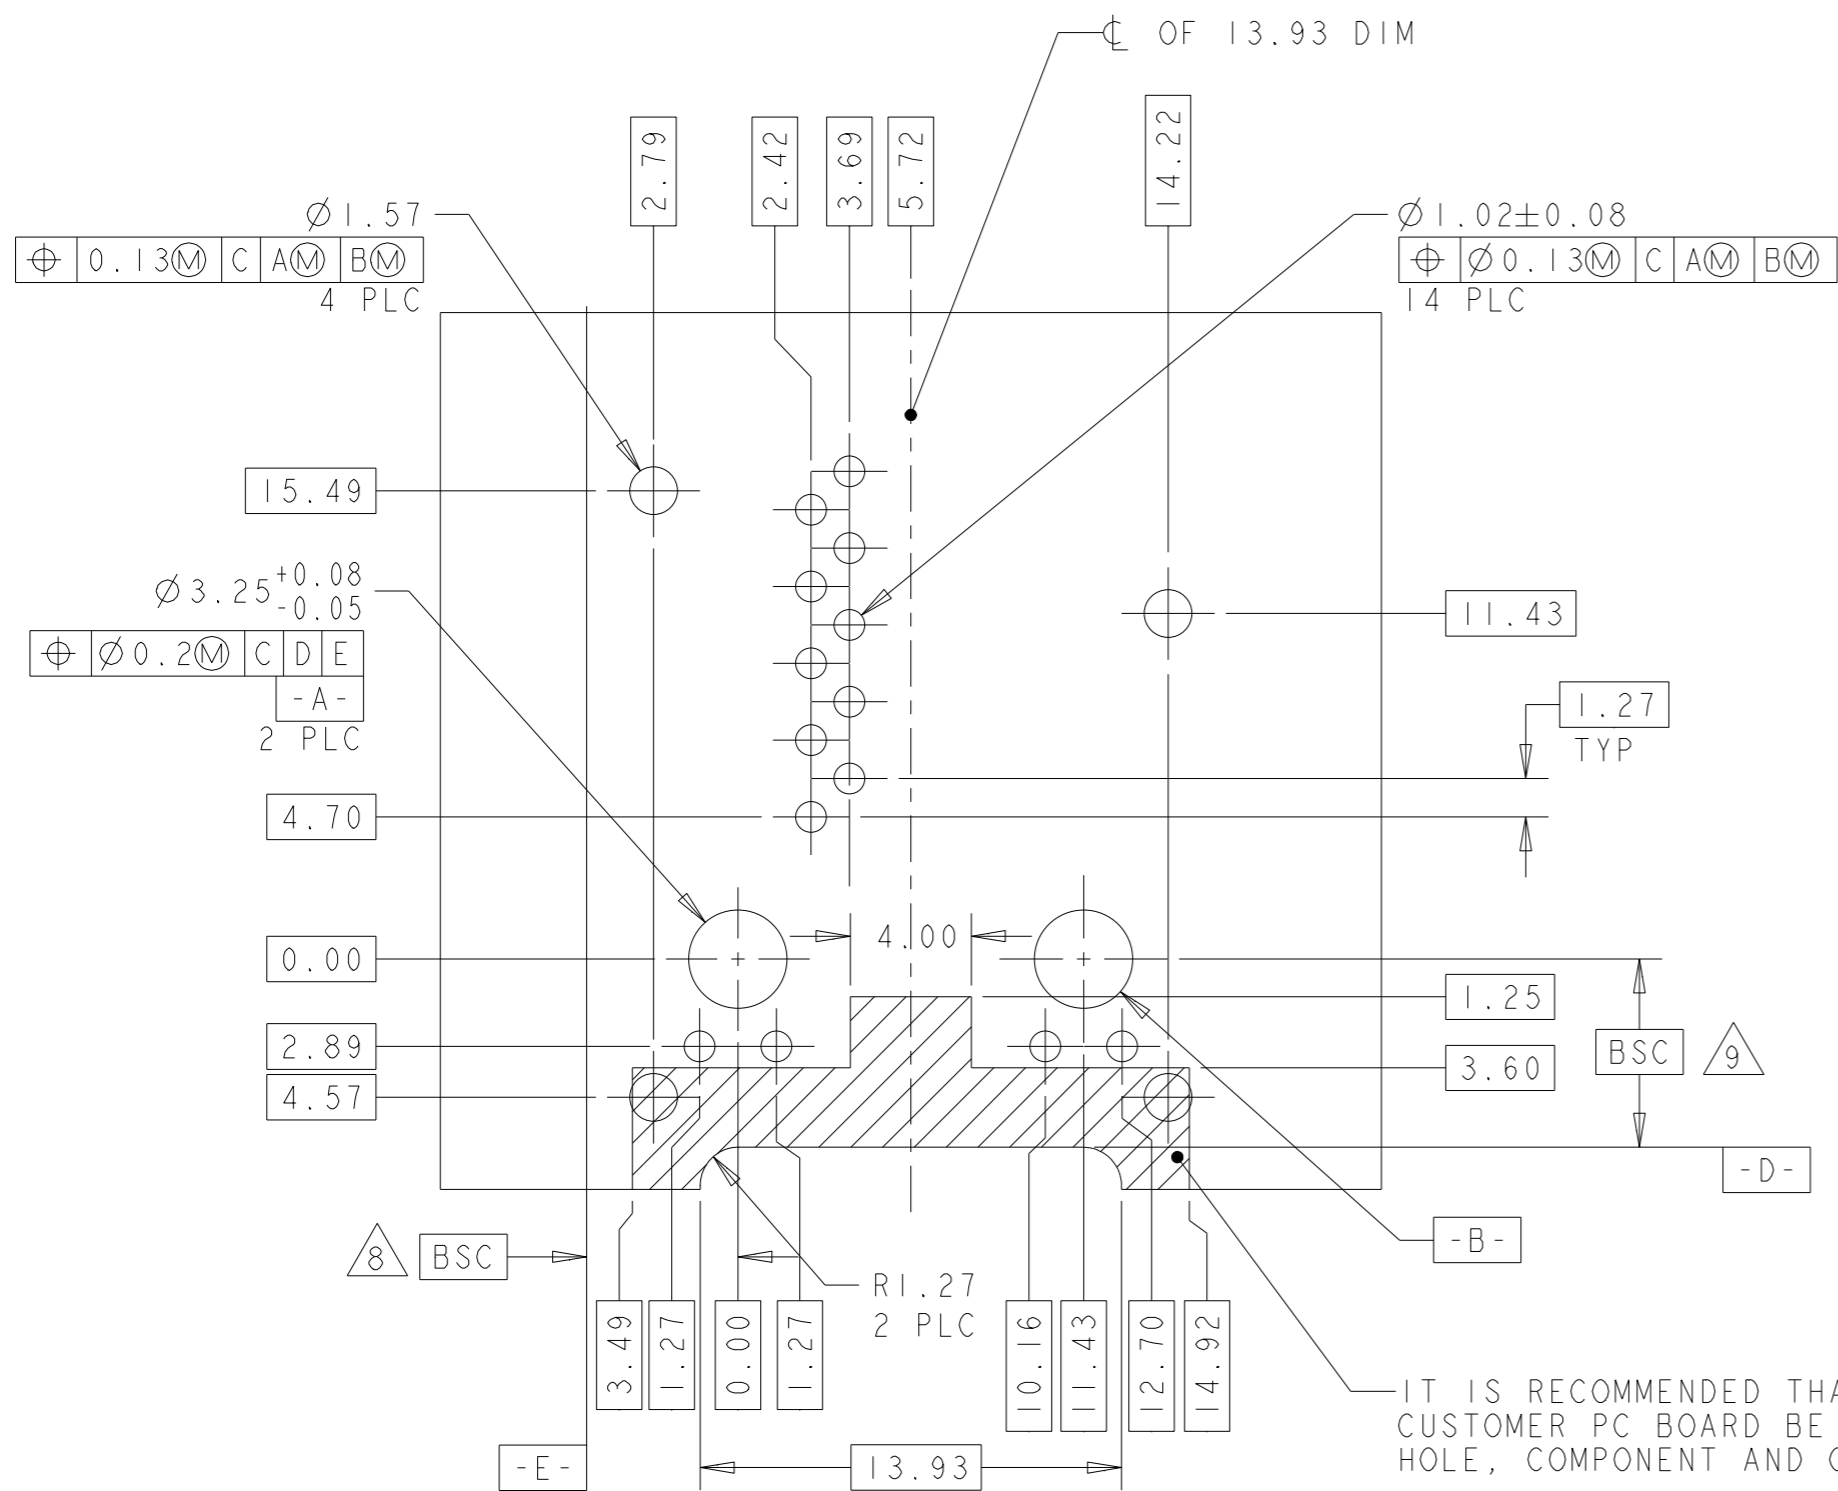 ℄ OF 13.93 DIM
2.79
2.42
3.69
5.72
14.22
Ø1.57
⌖ 0.13Ⓜ C AⓂ BⓂ
4 PLC
Ø1.02±0.08
⌖ Ø0.13Ⓜ C AⓂ BⓂ
14 PLC
15.49
Ø3.25 +0.08
-0.05
⌖ Ø0.2Ⓜ C D E
-A-
2 PLC
11.43
1.27
TYP
4.70
4.00
0.00
1.25
2.89
BSC 9
3.60
4.57
-D-
8 BSC
-B-
R1.27
2 PLC
3.49
1.27
0.00
1.27
10.16
11.43
12.70
14.92
-E-
13.93
IT IS RECOMMENDED
CUSTOMER PC BOARD BE
HOLE, COMPONENT AND